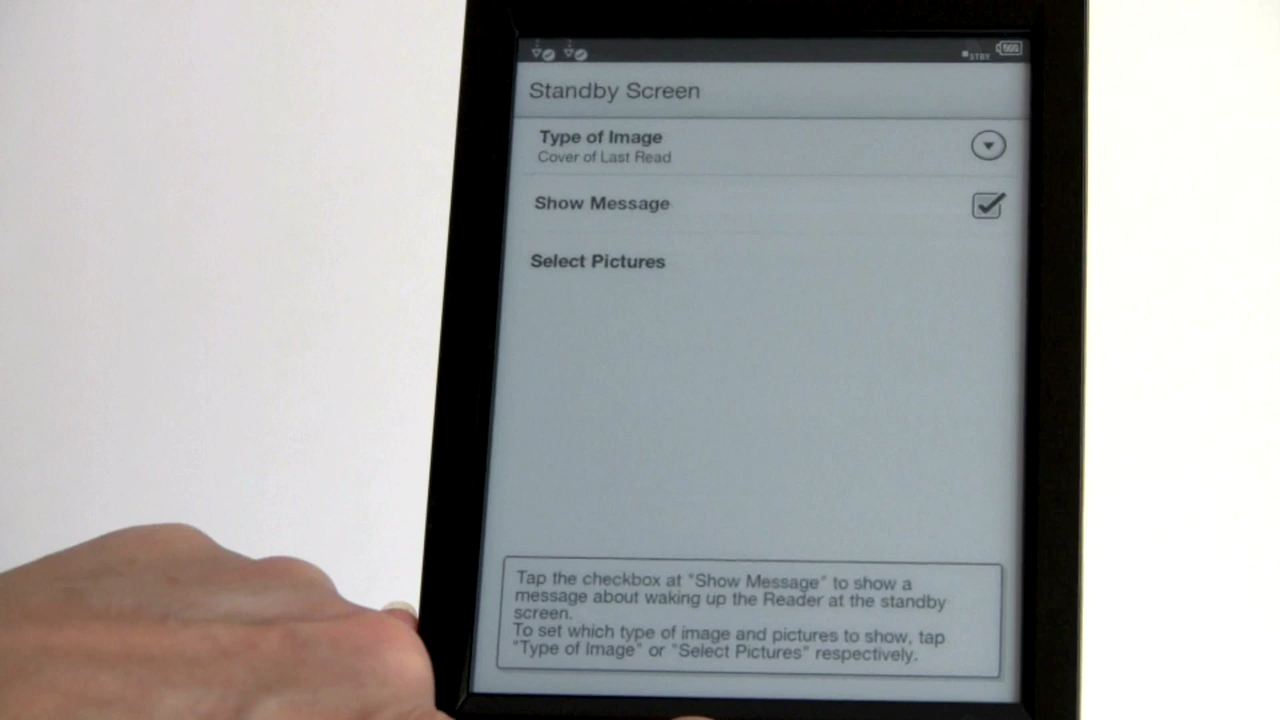 STBY
Standby Screen
Type of Image
Cover of Last Read
Show Message
Select Pictures
Tap the checkbox at "Show Message" to show a
message about waking up the Reader at the standby
screen.
To set which type of image and pictures to show, tap
"Type of Image" or "Select Pictures" respectively.